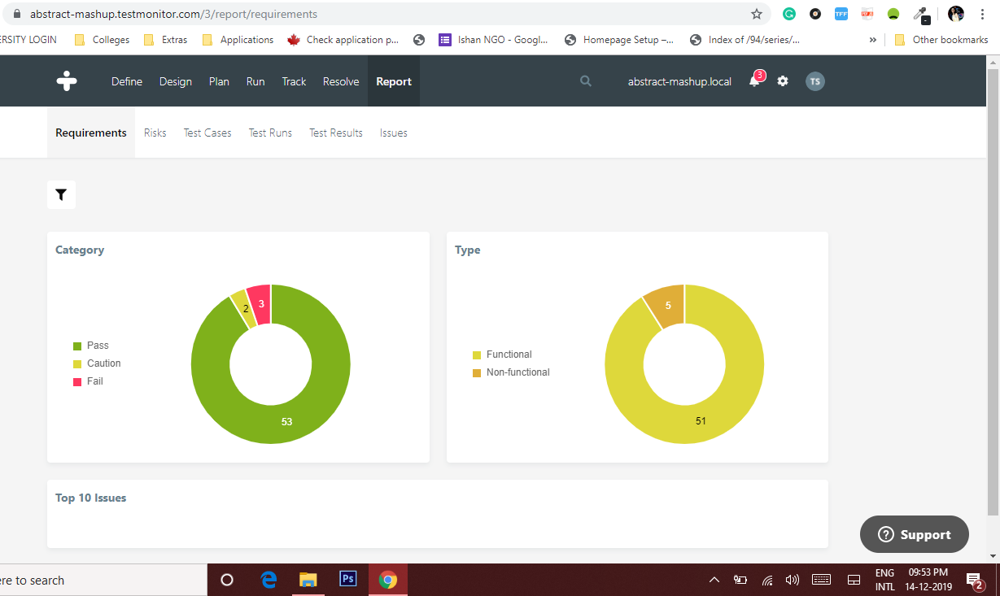 abstract-mashup.testmonitor.com/3/report/requirements
TFF
ERSITY LOGIN Colleges Extras Applications Check application p... Ishan NGO - Googl... Homepage Setup –... Index of /94/series/... » Other bookmarks
Define Design Plan Run Track Resolve Report abstract-mashup.local 3 TS
Requirements Risks Test Cases Test Runs Test Results Issues
Category
2 3
Pass
Caution
Fail
53
Type
5
Functional
Non-functional
51
Top 10 Issues
? Support
ere to search
Ps
ENG
INTL
09:53 PM
14-12-2019
2